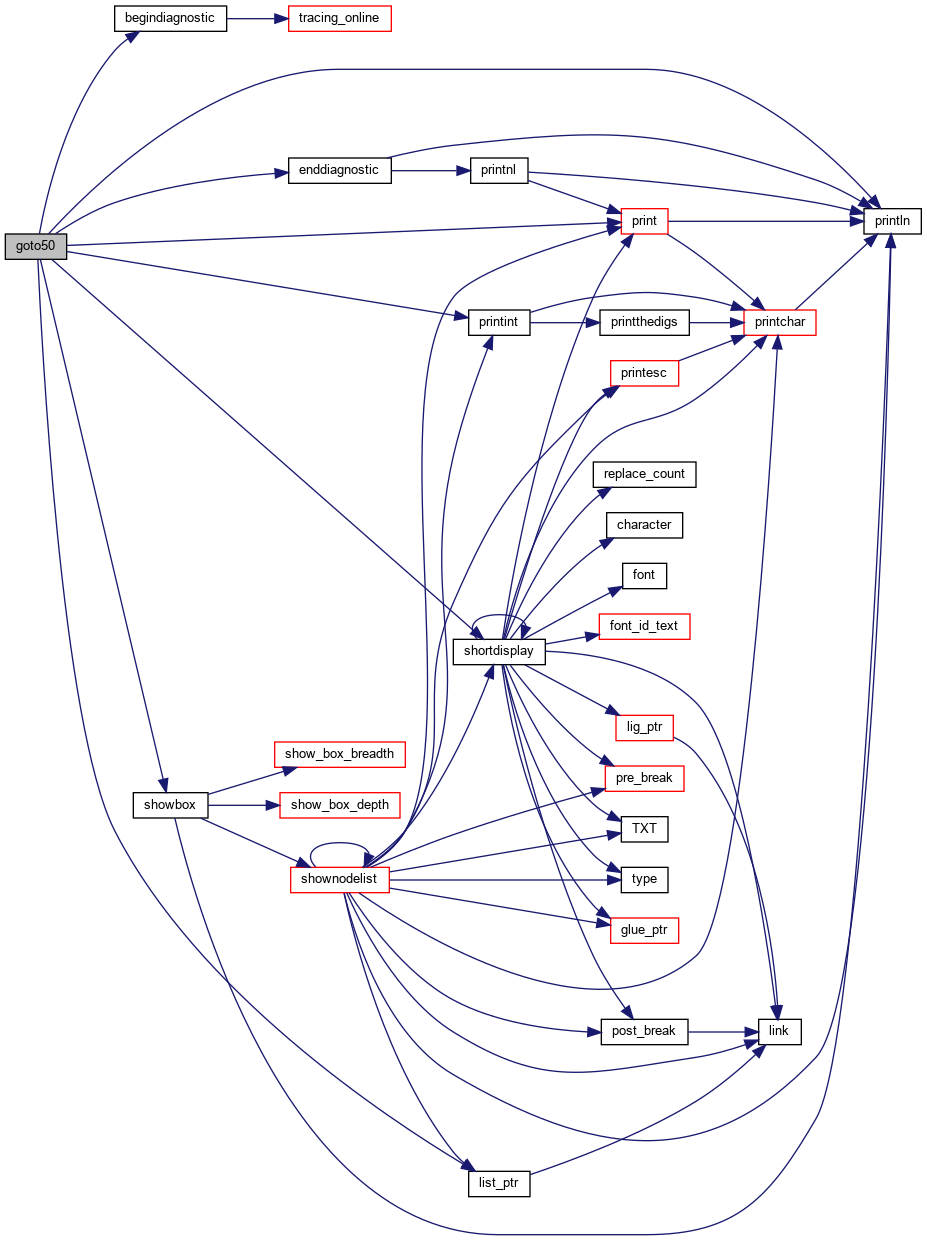 begindiagnostic
tracing_online
enddiagnostic
printnl
print
println
goto50
printint
printthedigs
printchar
printesc
replace_count
character
font
font_id_text
shortdisplay
lig_ptr
show_box_breadth
pre_break
showbox
show_box_depth
TXT
shownodelist
type
glue_ptr
post_break
link
list_ptr